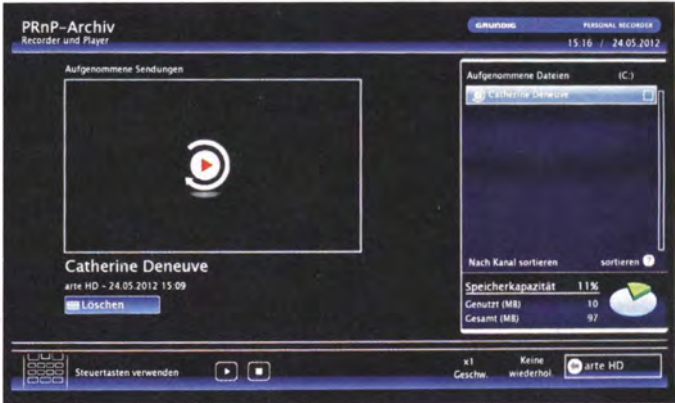 PRnP-Archiv
Recorder und Player
GRUNDIG PERSONAL RECORDER
15:16 / 24.05.2012
Aufgenommene Sendungen
Aufgenommene Dateien (C:)
Catherine Deneuve
Catherine Deneuve
arte HD - 24.05.2012 15:09
Löschen
Nach Kanal sortieren sortieren ?
Speicherkapazität 11%
Genutzt (MB) 10
Gesamt (MB) 97
Steuertasten verwenden
x1 Geschw.
Keine wiederhol.
arte HD